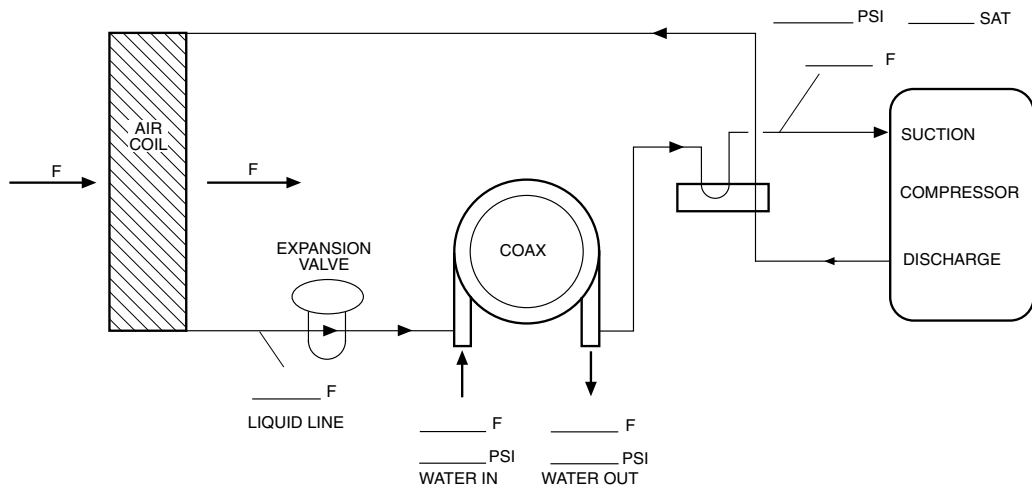 PSI SAT
F
AIR
COIL
SUCTION
F F
COMPRESSOR
EXPANSION
VALVE
COAX
DISCHARGE
F
LIQUID LINE
F F
PSI PSI
WATER IN WATER OUT